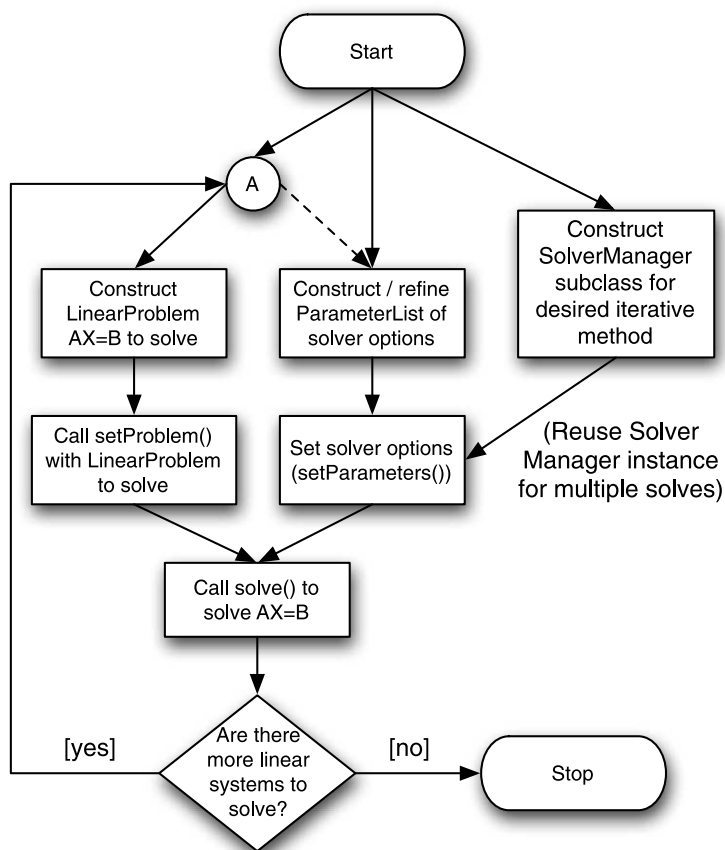 Start
A
Construct
LinearProblem
AX=B to solve
Construct / refine
ParameterList of
solver options
Construct
SolverManager
subclass for
desired iterative
method
Call setProblem()
with LinearProblem
to solve
Set solver options
(setParameters())
(Reuse Solver
Manager instance
for multiple solves)
Call solve() to
solve AX=B
Are there
more linear
systems to
solve?
[yes]
[no]
Stop